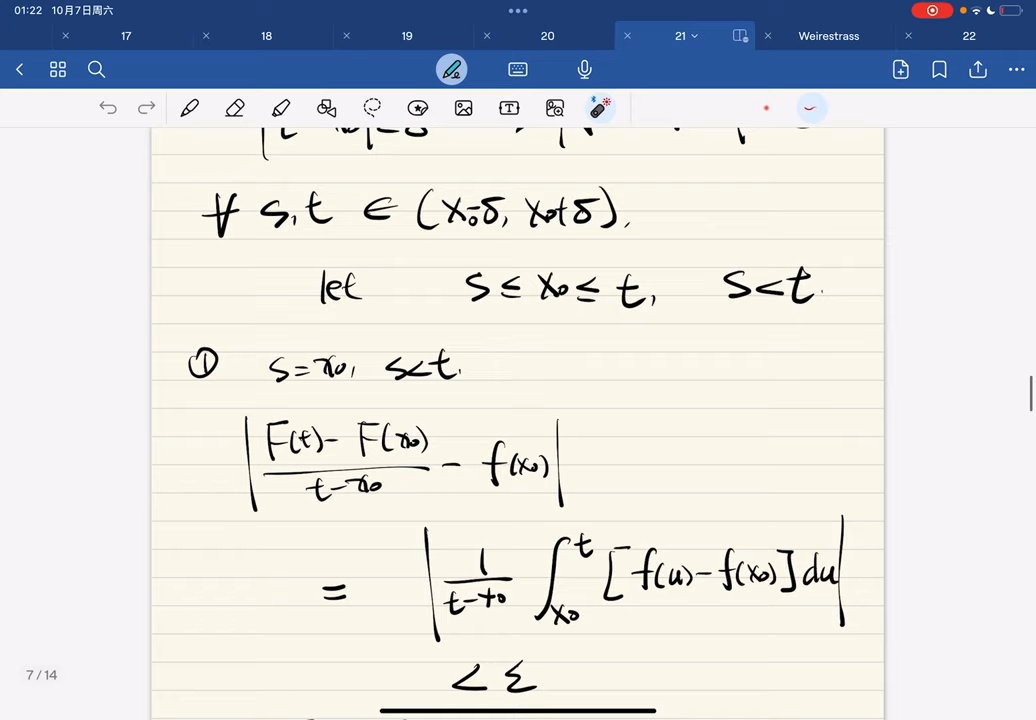 01:22 10月7日周六
17 18 19 20 21 Weirestrass 22
∀ s,t ∈ (x₀-δ, x₀+δ).
let s ≤ x₀ ≤ t, s<t.
① s=x₀, s<t.
| F(t)- F(x₀) / t-x₀ - f(x₀) |
= | 1 / t-x₀ ∫_{x₀}^{t} [f(u)-f(x₀)]du |
< ε
7 / 14